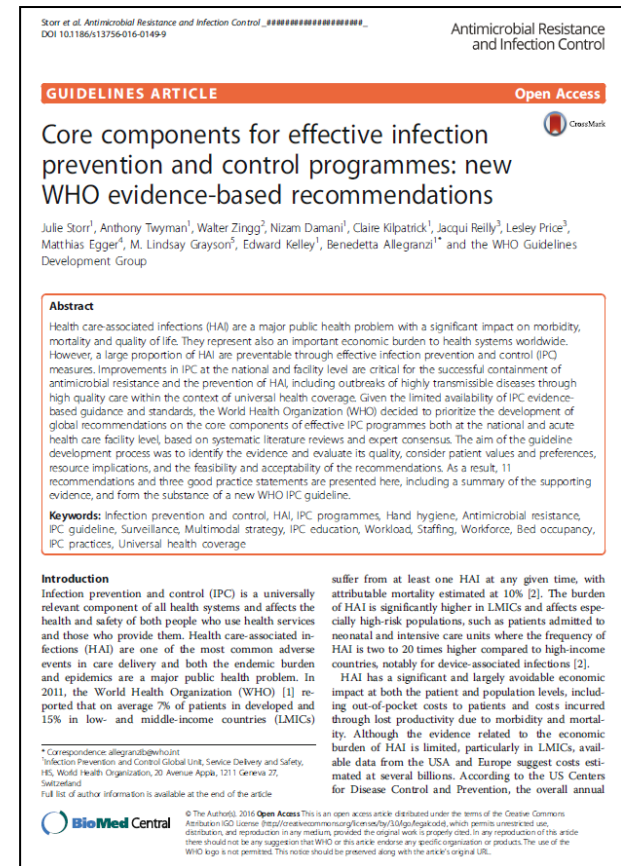 Storr et al. Antimicrobial Resistance and Infection Control _####################_
DOI 10.1186/s13756-016-0149-9
Antimicrobial Resistance
and Infection Control
GUIDELINES ARTICLE
Open Access
CrossMark
Core components for effective infection
prevention and control programmes: new
WHO evidence-based recommendations
Julie Storr1, Anthony Twyman1, Walter Zingg2, Nizam Damani1, Claire Kilpatrick1, Jacqui Reilly3, Lesley Price3,
Matthias Egger4, M. Lindsay Grayson5, Edward Kelley1, Benedetta Allegranzi1* and the WHO Guidelines
Development Group
Abstract
Health care-associated infections (HAI) are a major public health problem with a significant impact on morbidity,
mortality and quality of life. They represent also an important economic burden to health systems worldwide.
However, a large proportion of HAI are preventable through effective infection prevention and control (IPC)
measures. Improvements in IPC at the national and facility level are critical for the successful containment of
antimicrobial resistance and the prevention of HAI, including outbreaks of highly transmissible diseases through
high quality care within the context of universal health coverage. Given the limited availability of IPC evidence-
based guidance and standards, the World Health Organization (WHO) decided to prioritize the development of
global recommendations on the core components of effective IPC programmes both at the national and acute
health care facility level, based on systematic literature reviews and expert consensus. The aim of the guideline
development process was to identify the evidence and evaluate its quality, consider patient values and preferences,
resource implications, and the feasibility and acceptability of the recommendations. As a result, 11
recommendations and three good practice statements are presented here, including a summary of the supporting
evidence, and form the substance of a new WHO IPC guideline.
Keywords: Infection prevention and control, HAI, IPC programmes, Hand hygiene, Antimicrobial resistance,
IPC guideline, Surveillance, Multimodal strategy, IPC education, Workload, Staffing, Workforce, Bed occupancy,
IPC practices, Universal health coverage
Introduction
Infection prevention and control (IPC) is a universally
relevant component of all health systems and affects the
health and safety of both people who use health services
and those who provide them. Health care-associated in-
fections (HAI) are one of the most common adverse
events in care delivery and both the endemic burden
and epidemics are a major public health problem. In
2011, the World Health Organization (WHO) [1] re-
ported that on average 7% of patients in developed and
15% in low- and middle-income countries (LMICs)
suffer from at least one HAI at any given time, with
attributable mortality estimated at 10% [2]. The burden
of HAI is significantly higher in LMICs and affects espe-
cially high-risk populations, such as patients admitted to
neonatal and intensive care units where the frequency of
HAI is two to 20 times higher compared to high-income
countries, notably for device-associated infections [2].
HAI has a significant and largely avoidable economic
impact at both the patient and population levels, includ-
ing out-of-pocket costs to patients and costs incurred
through lost productivity due to morbidity and mortal-
ity. Although the evidence related to the economic
burden of HAI is limited, particularly in LMICs, avail-
able data from the USA and Europe suggest costs esti-
mated at several billions. According to the US Centers
for Disease Control and Prevention, the overall annual
* Correspondence: allegranzib@who.int
1Infection Prevention and Control Global Unit, Service Delivery and Safety,
HIS, World Health Organization, 20 Avenue Appia, 1211 Geneva 27,
Switzerland
Full list of author information is available at the end of the article
BioMed Central
© The Author(s). 2016 Open Access This is an open access article distributed under the terms of the Creative Commons
Attribution IGO License (http://creativecommons.org/licenses/by/3.0/igo/legalcode), which permits unrestricted use,
distribution, and reproduction in any medium, provided the original work is properly cited. In any reproduction of this article
there should not be any suggestion that WHO or this article endorse any specific organization or products. The use of the
WHO logo is not permitted. This notice should be preserved along with the article's original URL.